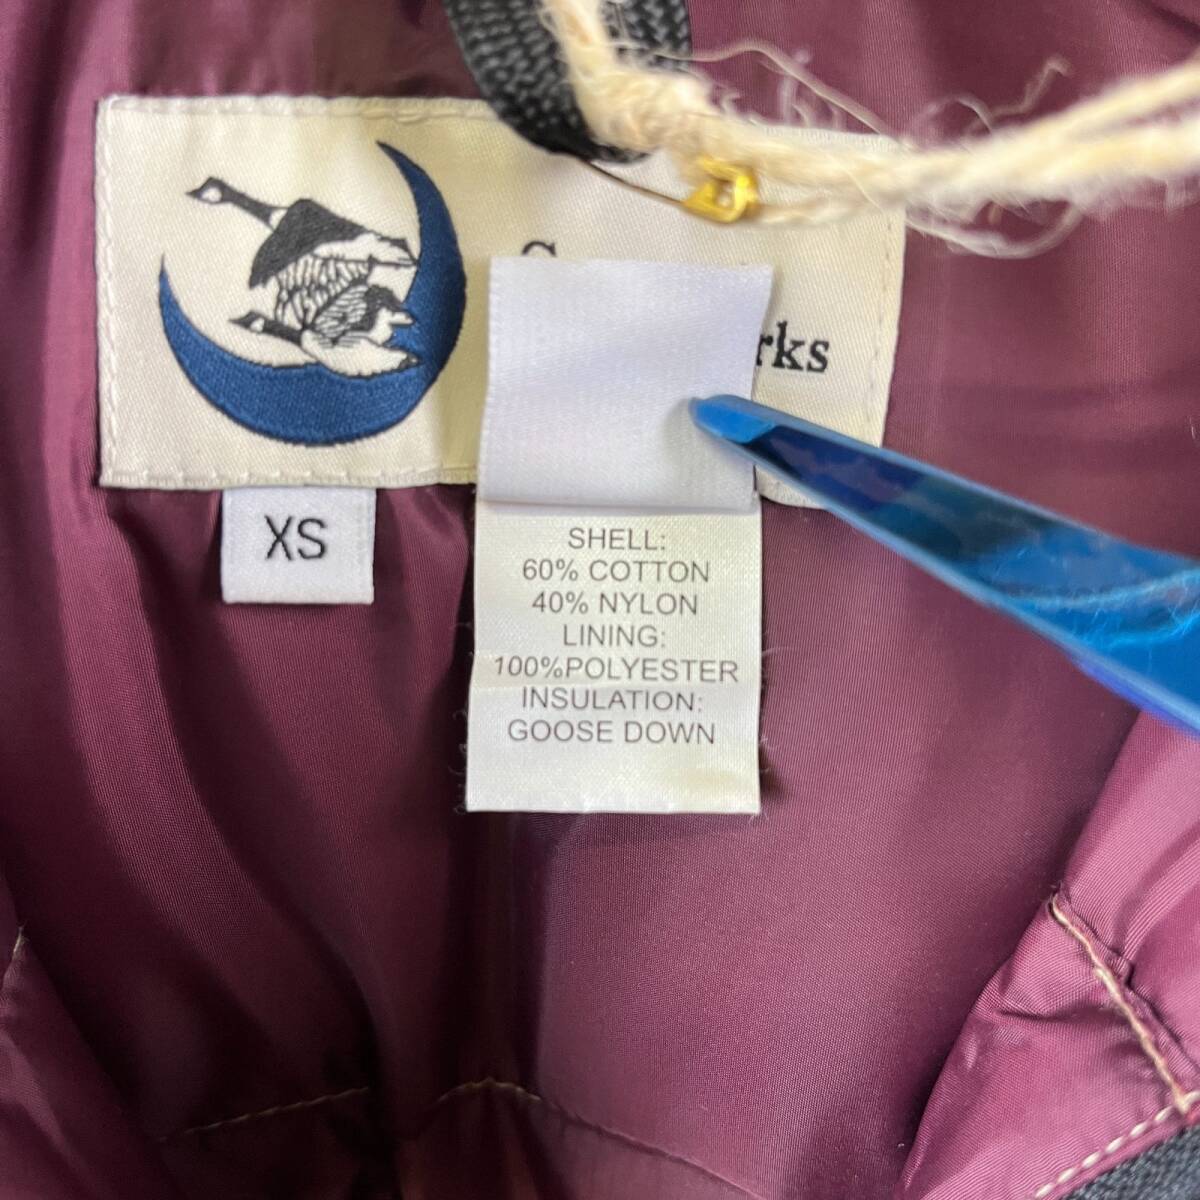 rks
XS
SHELL:
60% COTTON
40% NYLON
LINING:
100%POLYESTER
INSULATION:
GOOSE DOWN